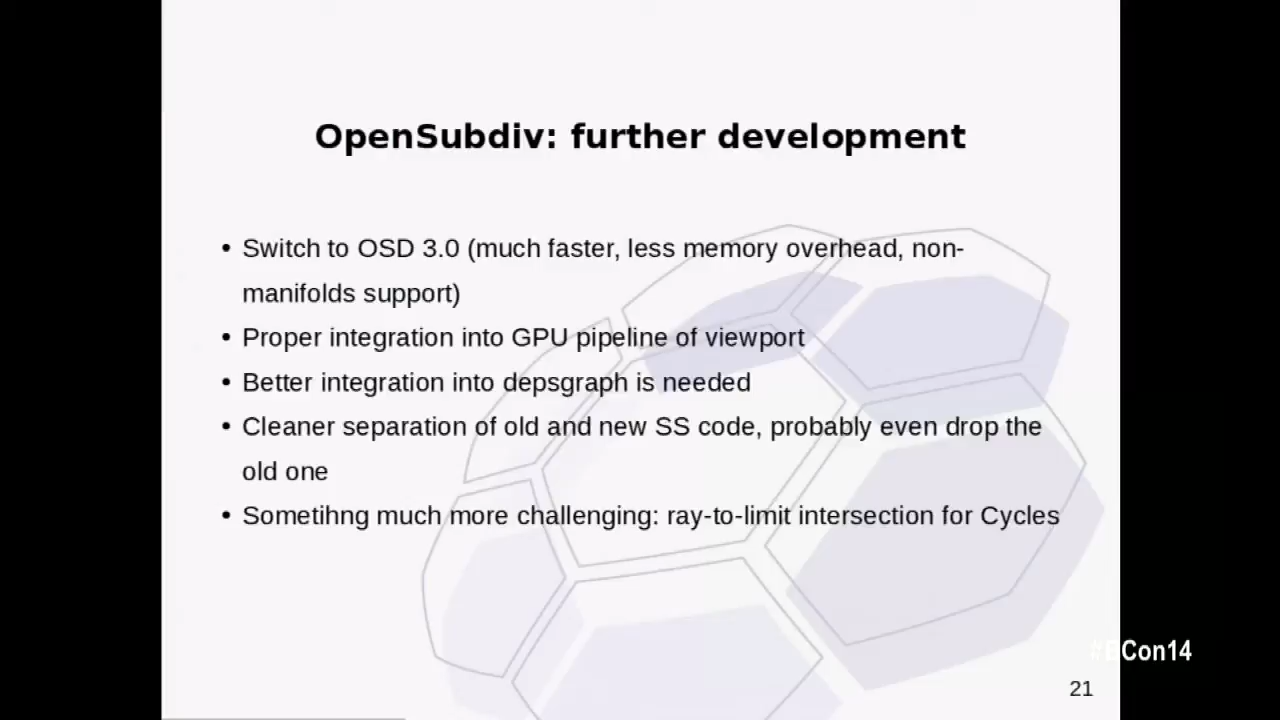 OpenSubdiv: further development
• Switch to OSD 3.0 (much faster, less memory overhead, non-
manifolds support)
• Proper integration into GPU pipeline of viewport
• Better integration into depsgraph is needed
• Cleaner separation of old and new SS code, probably even drop the
old one
• Sometihng much more challenging: ray-to-limit intersection for Cycles
#BCon14
21